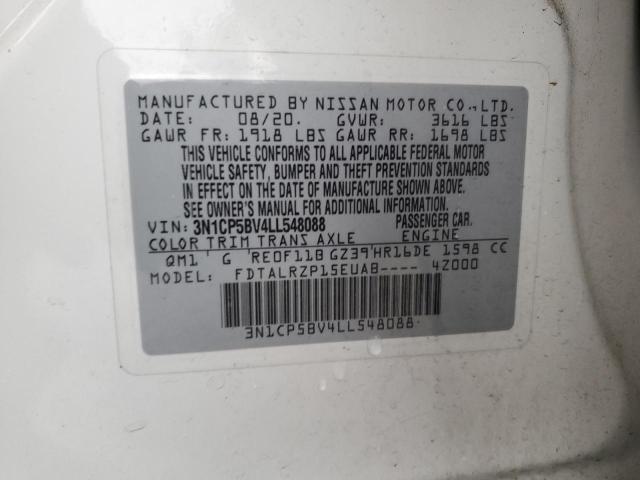 MANUFACTURED BY NISSAN MOTOR CO.,LTD.
DATE: 08/20. GVWR: 3616 LBS
GAWR FR: 1918 LBS GAWR RR: 1698 LBS
THIS VEHICLE CONFORMS TO ALL APPLICABLE FEDERAL MOTOR
VEHICLE SAFETY, BUMPER AND THEFT PREVENTION STANDARDS
IN EFFECT ON THE DATE OF MANUFACTURE SHOWN ABOVE.
SEE OWNER'S MANUAL FOR ADDITIONAL INFORMATION.
VIN: 3N1CP5BV4LL548088 PASSENGER CAR.
COLOR TRIM TRANS AXLE ENGINE
QM1 G RE0F11B GZ39 HR16DE 1598 CC
FDTALRZP15EUAB---- 4Z000
3N1CP5BV4LL548088